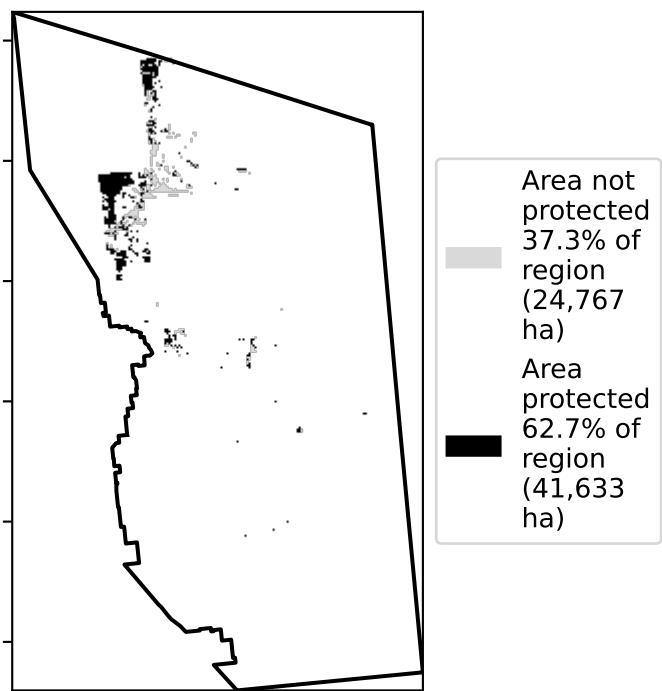 Area not
protected
37.3% of
region
(24,767
ha)
Area
protected
62.7% of
region
(41,633
ha)